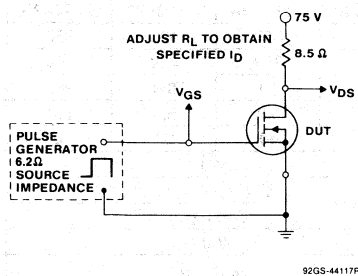 75 V
ADJUST RL TO OBTAIN
SPECIFIED ID
8.5 Ω
VGS
VDS
DUT
PULSE
GENERATOR
6.2Ω
SOURCE
IMPEDANCE
92GS-44117R